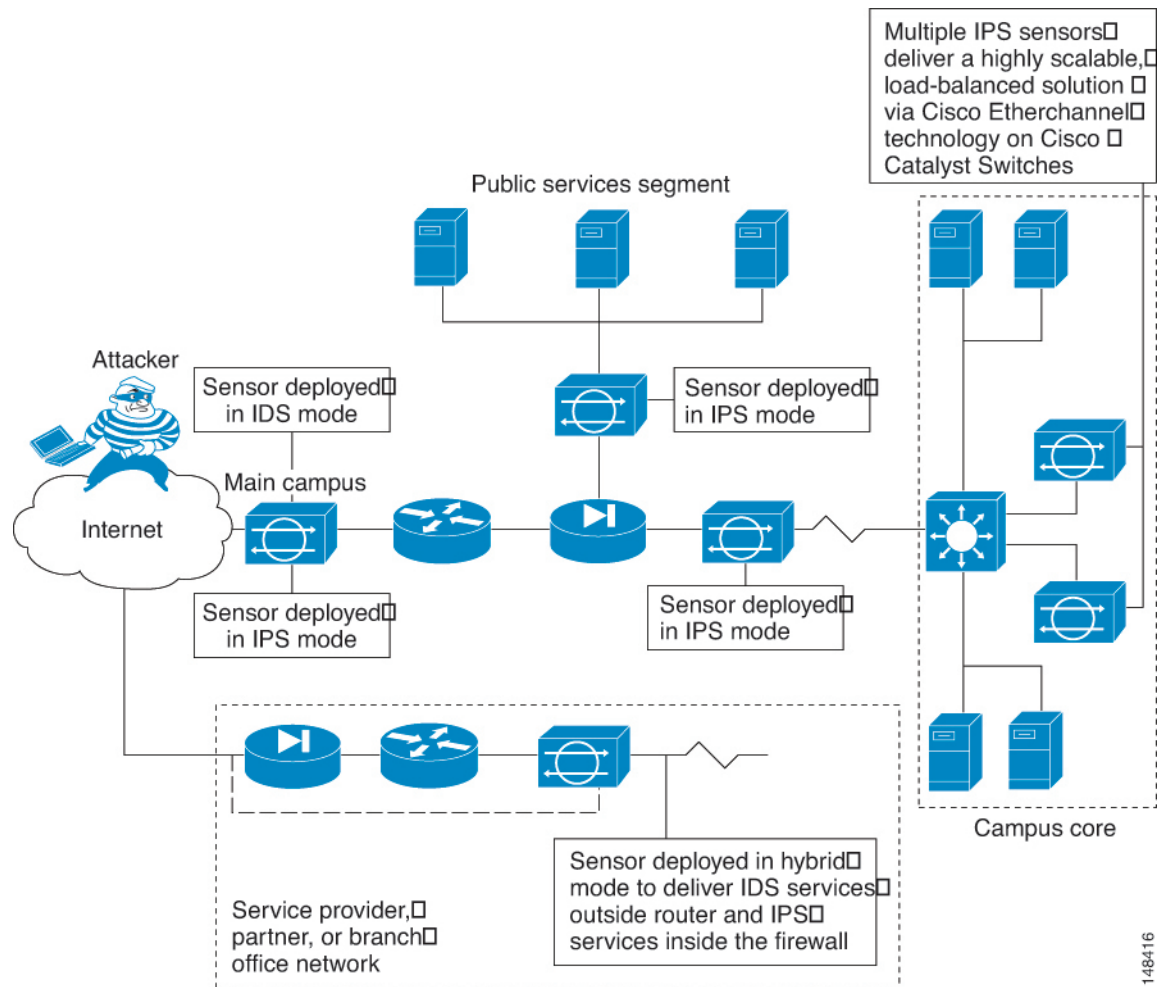 Multiple IPS sensors□
deliver a highly scalable,□
load-balanced solution □
via Cisco Etherchannel□
technology on Cisco □
Catalyst Switches
Public services segment
Attacker
Sensor deployed□
in IDS mode
Sensor deployed□
in IPS mode
Main campus
Internet
Sensor deployed□
in IPS mode
Sensor deployed□
in IPS mode
Campus core
Sensor deployed in hybrid□
mode to deliver IDS services□
outside router and IPS□
services inside the firewall
Service provider,□
partner, or branch□
office network
148416